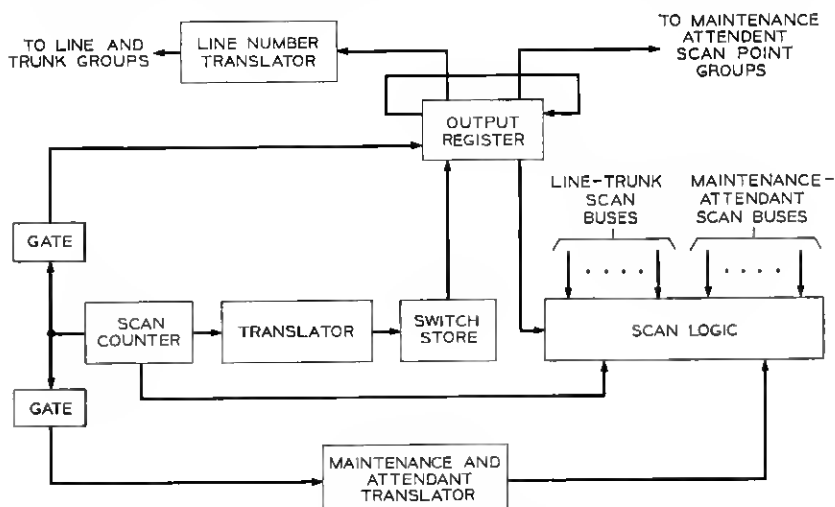 TO LINE AND
TRUNK GROUPS
LINE NUMBER
TRANSLATOR
TO MAINTENANCE
ATTENDENT
SCAN POINT
GROUPS
OUTPUT
REGISTER
LINE-TRUNK
SCAN
BUSES
MAINTENANCE-
ATTENDANT
SCAN BUSES
GATE
SCAN
COUNTER
TRANSLATOR
SWITCH
STORE
SCAN LOGIC
GATE
MAINTENANCE AND
ATTENDANT
TRANSLATOR